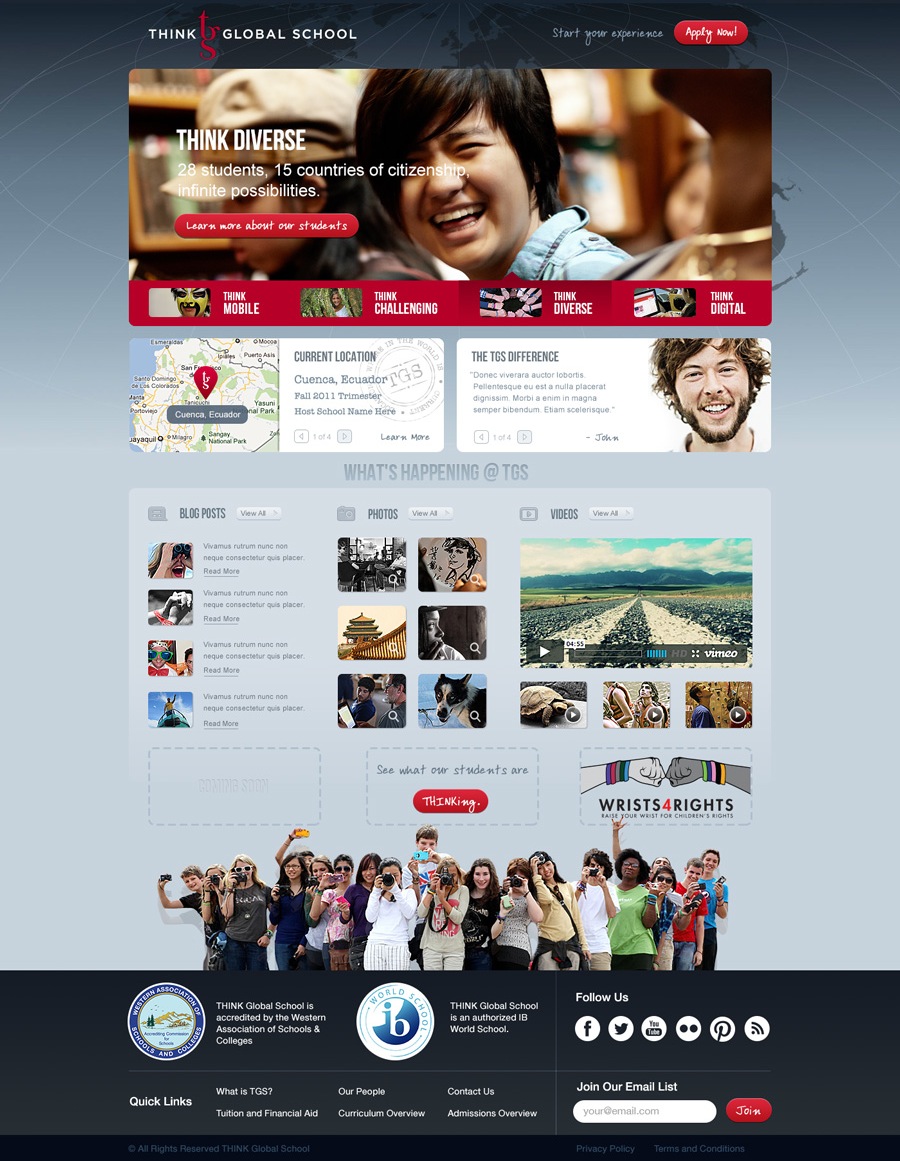 THINK tgs GLOBAL SCHOOL
Start your experience
Apply Now!
THINK DIVERSE
28 students, 15 countries of citizenship,
infinite possibilities.
Learn more about our students
THINK
MOBILE
THINK
CHALLENGING
THINK
DIVERSE
THINK
DIGITAL
Esmeraldas
Mocoa
Ipiales
Puerto Asis
San Francisco
Santo Domingo
de Los Colorados
tgs
Tanicuchi
Yasuni
National Park
Portoviejo
Cuenca, Ecuador
Guayaquil
Milagro
Sangay
National Park
CURRENT LOCATION
Cuenca, Ecuador
Fall 2011 Trimester
Host School Name Here
1 of 4
Learn More
TGS
THE TGS DIFFERENCE
"Donec viverra auctor lobortis.
Pellentesque eu est a nulla placerat
dignissim. Morbi a enim in magna
semper bibendum. Etiam scelerisque."
1 of 4
- John
WHAT'S HAPPENING @ TGS
BLOG POSTS
View All >
PHOTOS
View All >
VIDEOS
View All >
Vivamus rutrum nunc non
neque consectetur quis placer.
Read More
Vivamus rutrum nunc non
neque consectetur quis placer.
Read More
Vivamus rutrum nunc non
neque consectetur quis placer.
Read More
Vivamus rutrum nunc non
neque consectetur quis placer.
Read More
04:55
HD
vimeo
COMING SOON
See what our students are
THINKing.
WRISTS4RIGHTS
RAISE YOUR WRIST FOR CHILDREN'S RIGHTS
WESTERN ASSOCIATION OF
SCHOOLS AND COLLEGES
Accrediting Commission
for
Schools
THINK Global School is
accredited by the Western
Association of Schools &
Colleges
WORLD SCHOOL
ib
THINK Global School
is an authorized IB
World School.
Follow Us
You
Tube
Quick Links
What is TGS?
Our People
Contact Us
Tuition and Financial Aid
Curriculum Overview
Admissions Overview
Join Our Email List
your@email.com
Join
© All Rights Reserved THINK Global School
Privacy Policy
Terms and Conditions